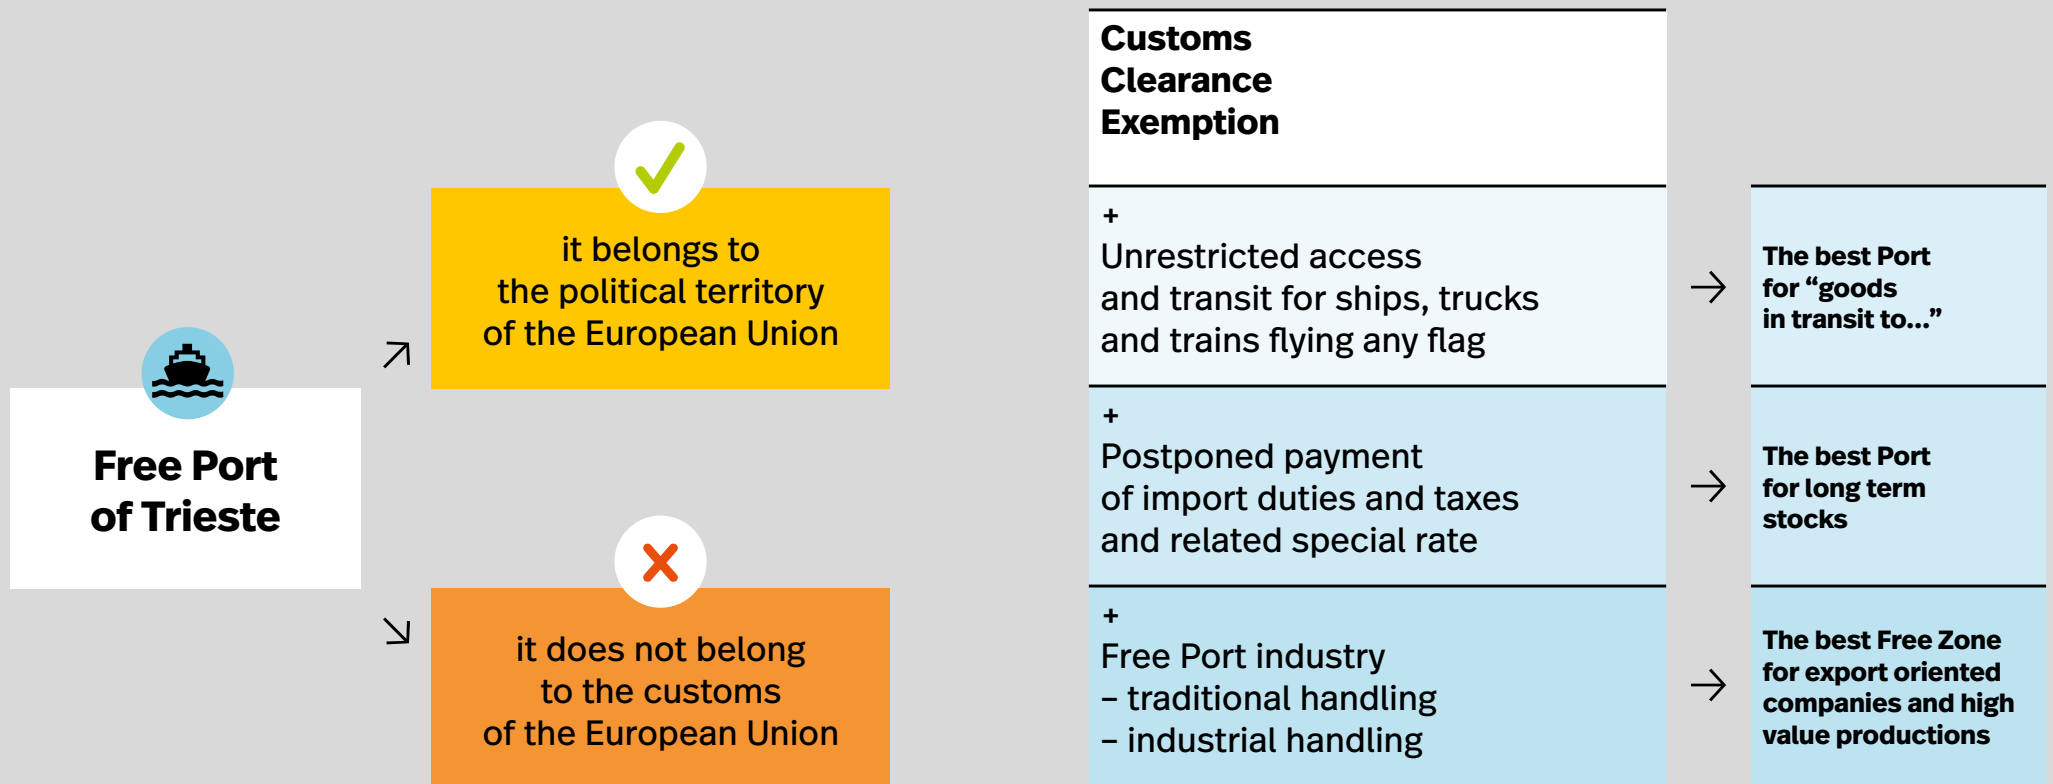 Free Port
of Trieste
it belongs to
the political territory
of the European Union
it does not belong
to the customs
of the European Union
Customs
Clearance
Exemption
+
Unrestricted access
and transit for ships, trucks
and trains flying any flag
The best Port
for “goods
in transit to...”
+
Postponed payment
of import duties and taxes
and related special rate
The best Port
for long term
stocks
+
Free Port industry
– traditional handling
– industrial handling
The best Free Zone
for export oriented
companies and high
value productions